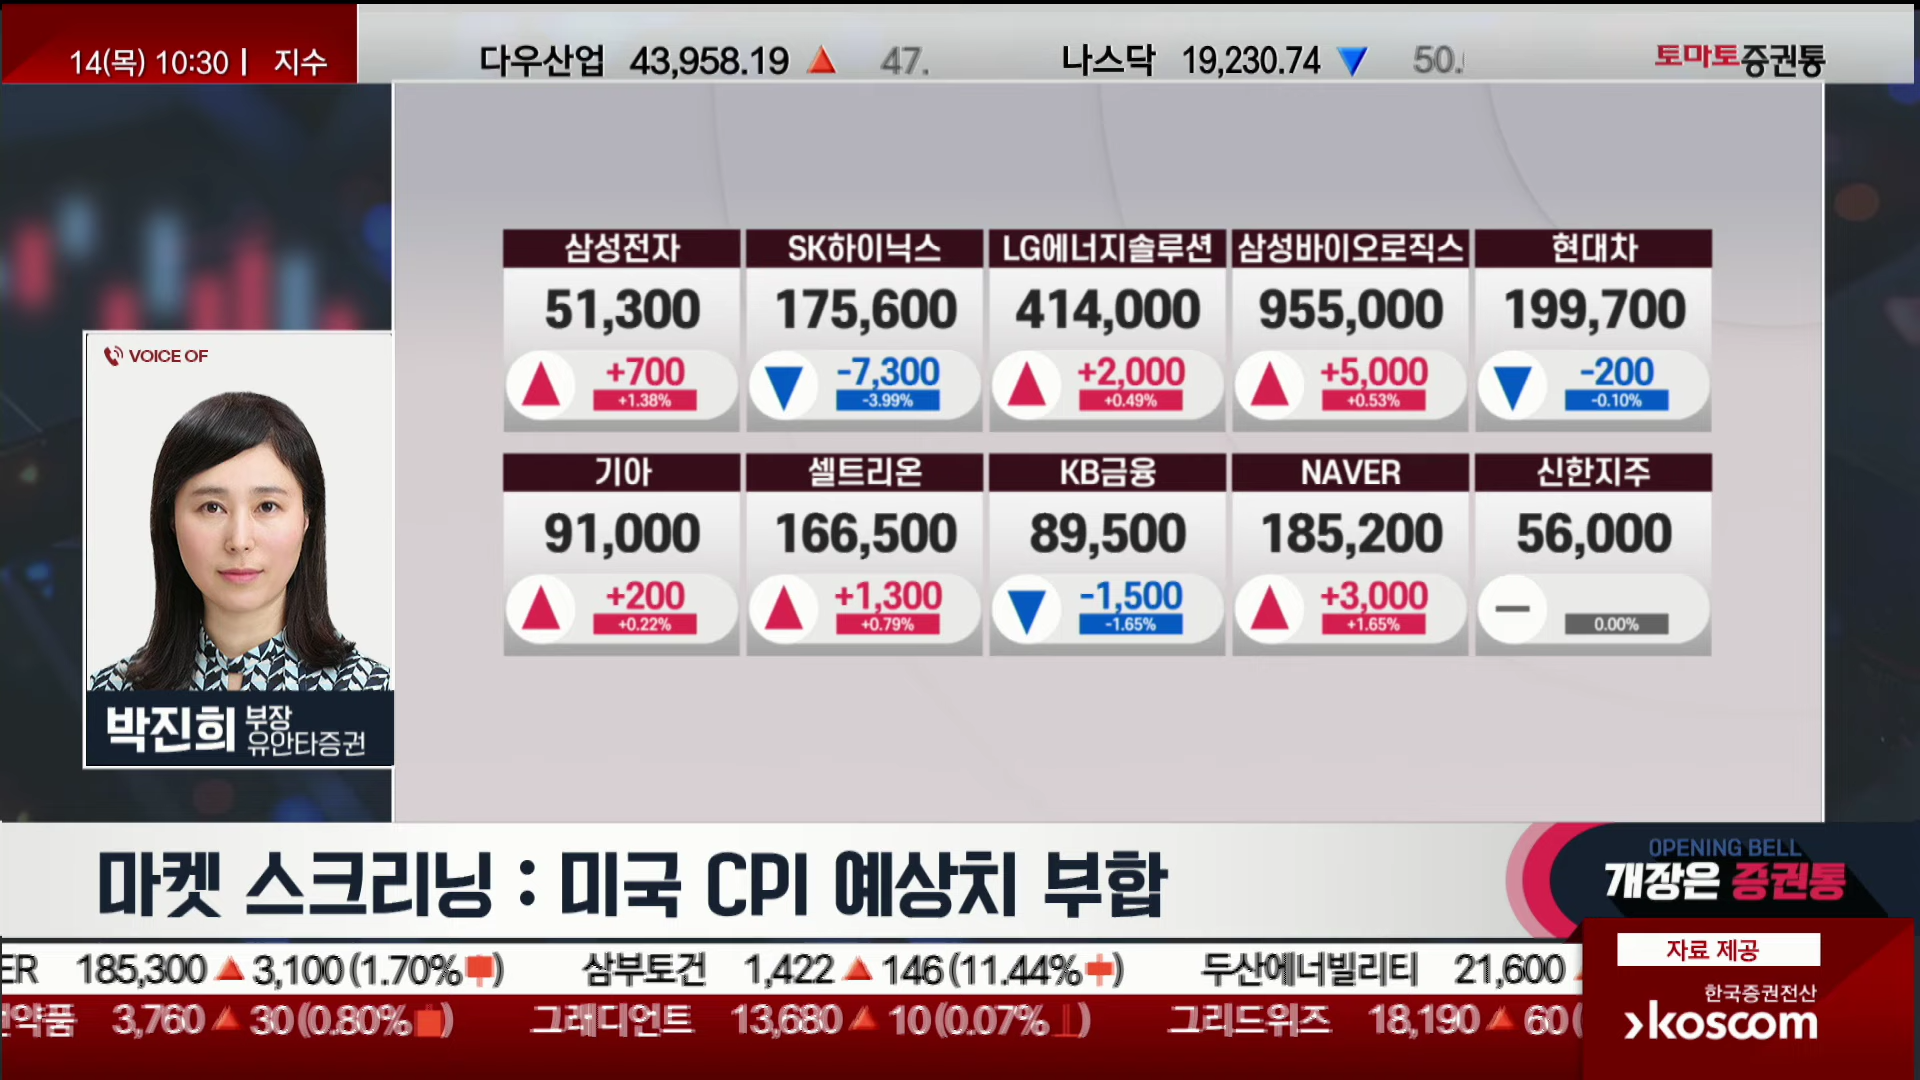 14(목) 10:30 | 지수
다우산업 43,958.19 ▲ 47.
나스닥 19,230.74 ▼ 50.
토마토증권통
삼성전자 SK하이닉스 LG에너지솔루션 삼성바이오로직스 현대차
51,300 175,600 414,000 955,000 199,700
▲ +700 ▼ -7,300 ▲ +2,000 ▲ +5,000 ▼ -200
+1.38% -3.99% +0.49% +0.53% -0.10%
VOICE OF
기아 셀트리온 KB금융 NAVER 신한지주
91,000 166,500 89,500 185,200 56,000
▲ +200 ▲ +1,300 ▼ -1,500 ▲ +3,000 –
+0.22% +0.79% -1.65% +1.65% 0.00%
박진희 부장
유안타증권
마켓 스크리닝 : 미국 CPI 예상치 부합
OPENING BELL
개장은 증권통
ER 185,300 ▲ 3,100 (1.70%) 삼부토건 1,422 ▲ 146 (11.44%) 두산에너빌리티 21,600
약품 3,760 ▲ 30 (0.80%) 그래디언트 13,680 ▲ 10 (0.07%) 그리드위즈 18,190 ▲ 60 (
자료 제공
한국증권전산
koscom